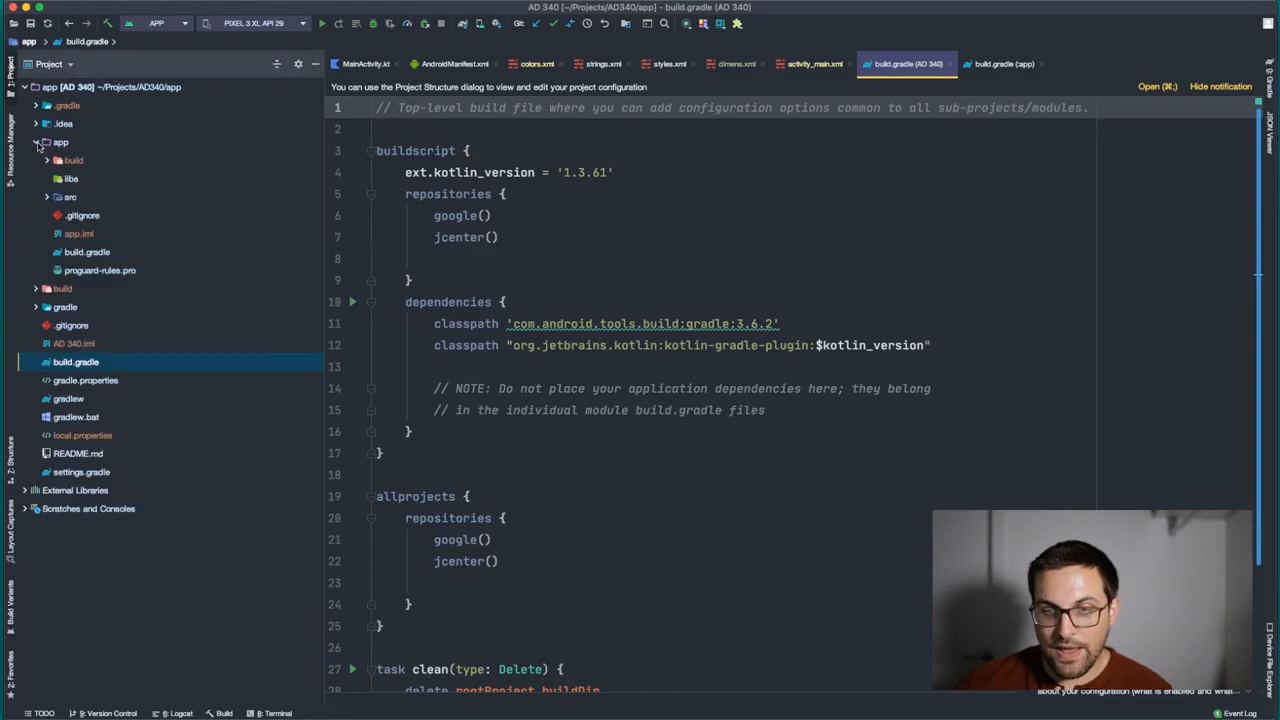 AD 340 [~/Projects/AD340/app] - build.gradle (AD 340)
APP
PIXEL 3 XL API 29
Git:
app
build.gradle
Project
MainActivity.kt
AndroidManifest.xml
colors.xml
strings.xml
styles.xml
dimens.xml
activity_main.xml
build.gradle (AD 340)
build.gradle (:app)
You can use the Project Structure dialog to view and edit your project configuration
Open (⌘;)
Hide notification
app [AD 340] ~/Projects/AD340/app
.gradle
.idea
app
build
libs
src
.gitignore
app.iml
build.gradle
proguard-rules.pro
build
gradle
.gitignore
AD 340.iml
build.gradle
gradle.properties
gradlew
gradlew.bat
local.properties
README.md
settings.gradle
External Libraries
Scratches and Consoles
1 // Top-level build file where you can add configuration options common to all sub-projects/modules.
2
3 buildscript {
4 ext.kotlin_version = '1.3.61'
5 repositories {
6 google()
7 jcenter()
8
9 }
10 dependencies {
11 classpath 'com.android.tools.build:gradle:3.6.2'
12 classpath "org.jetbrains.kotlin:kotlin-gradle-plugin:$kotlin_version"
13
14 // NOTE: Do not place your application dependencies here; they belong
15 // in the individual module build.gradle files
16 }
17 }
18
19 allprojects {
20 repositories {
21 google()
22 jcenter()
23
24 }
25 }
26
27 task clean(type: Delete) {
28 delete rootProject.buildDir
about your configuration (what is enabled and what...
1: Project
Resource Manager
7: Structure
Layout Captures
Build Variants
2: Favorites
Gradle
JSON Viewer
Device File Explorer
TODO
9: Version Control
6: Logcat
Build
Terminal
Event Log